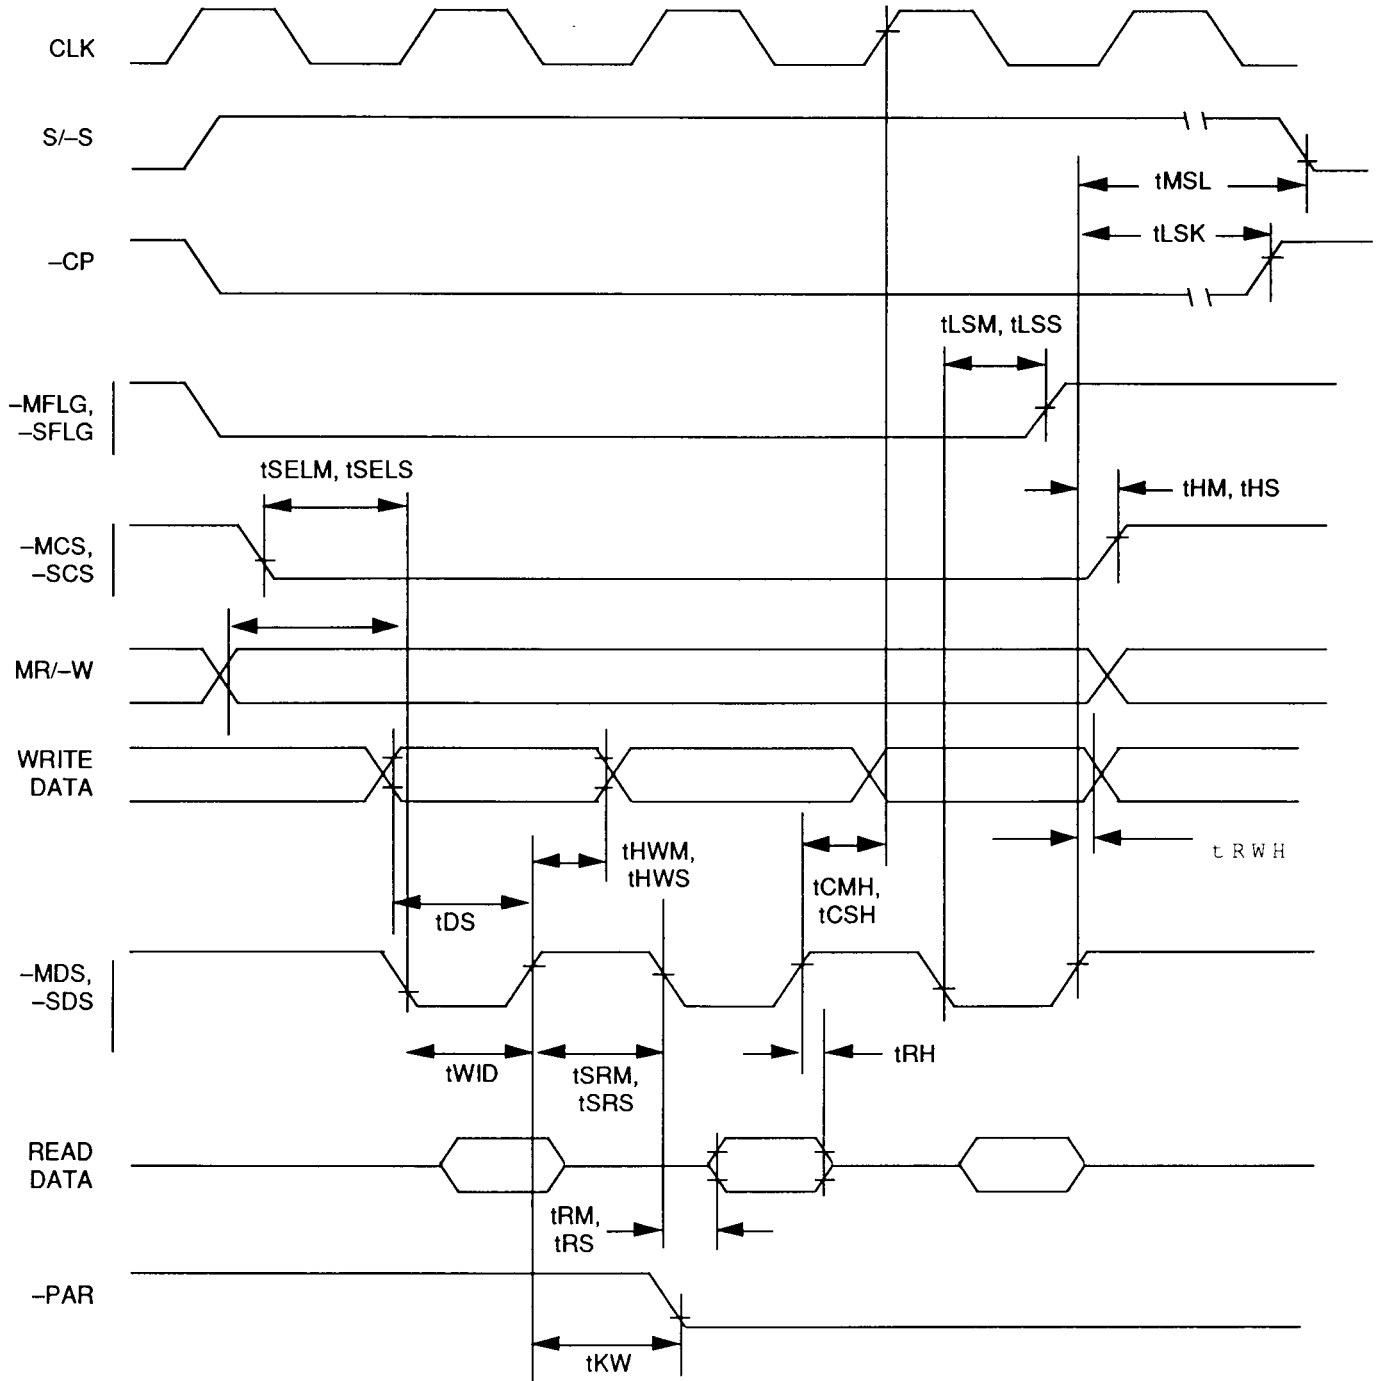 CLK
S/–S
tMSL
tLSK
–CP
tLSM, tLSS
–MFLG,
–SFLG
tSELM, tSELS
tHM, tHS
–MCS,
–SCS
MR/–W
WRITE
DATA
tHWM,
tHWS
tRWH
tCMH,
tCSH
tDS
–MDS,
–SDS
tRH
tWID
tSRM,
tSRS
READ
DATA
tRM,
tRS
–PAR
tKW